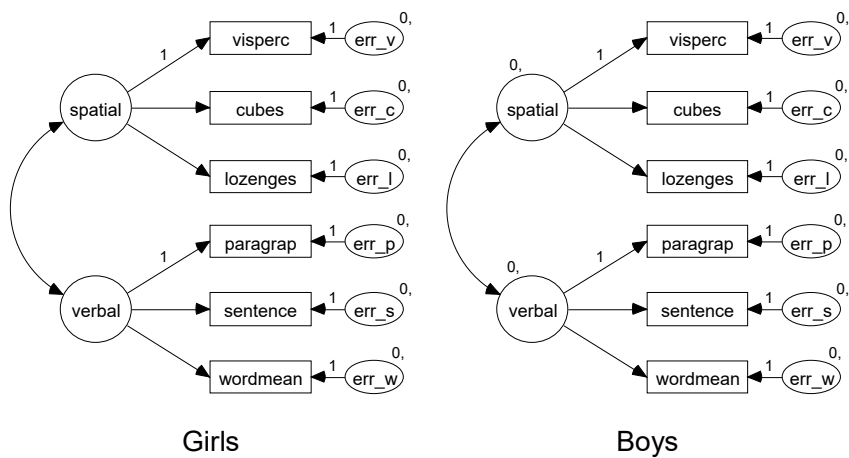 0,
1
visperc
1
err_v
0,
1
cubes
1
err_c
spatial
0,
lozenges
1
err_l
0,
1
paragrap
1
err_p
0,
verbal
sentence
1
err_s
0,
wordmean
1
err_w
Girls
0,
0,
1
visperc
1
err_v
0,
cubes
1
err_c
spatial
0,
lozenges
1
err_l
0,
0,
1
paragrap
1
err_p
0,
verbal
sentence
1
err_s
0,
wordmean
1
err_w
Boys